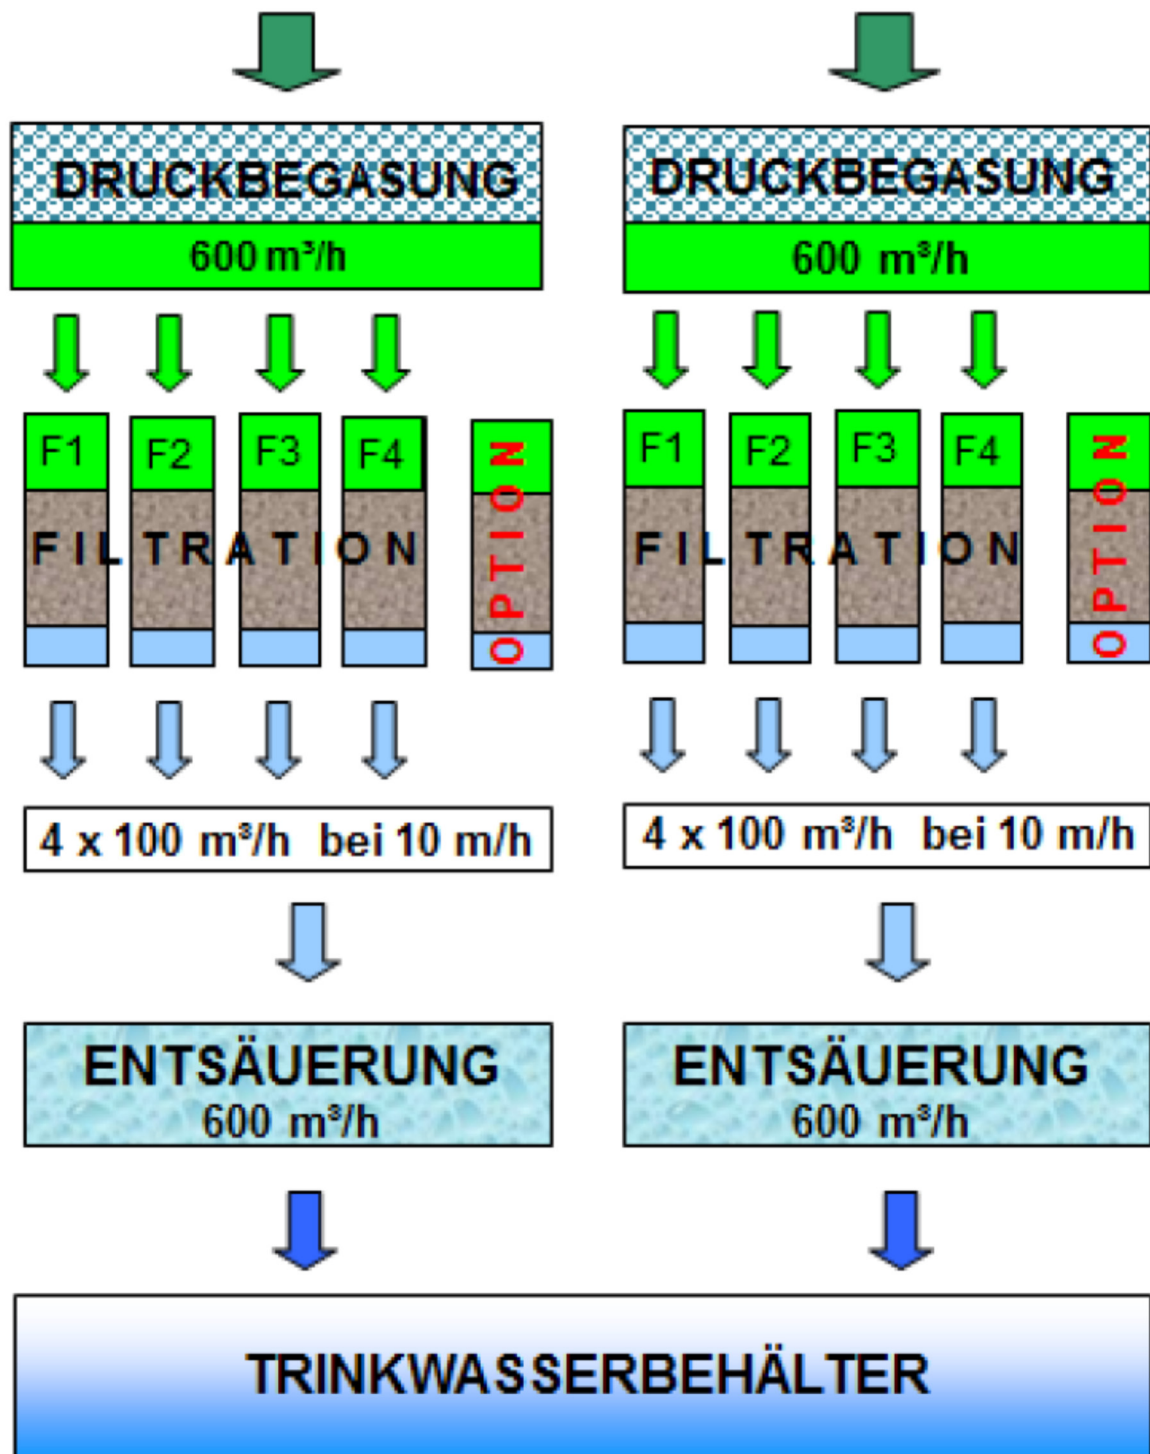 DRUCKBEGASUNG
600 m³/h
F1 F2 F3 F4
FILTRATION
OPTION
4 x 100 m³/h bei 10 m/h
ENTSÄUERUNG
600 m³/h
DRUCKBEGASUNG
600 m³/h
F1 F2 F3 F4
FILTRATION
OPTION
4 x 100 m³/h bei 10 m/h
ENTSÄUERUNG
600 m³/h
TRINKWASSERBEHÄLTER